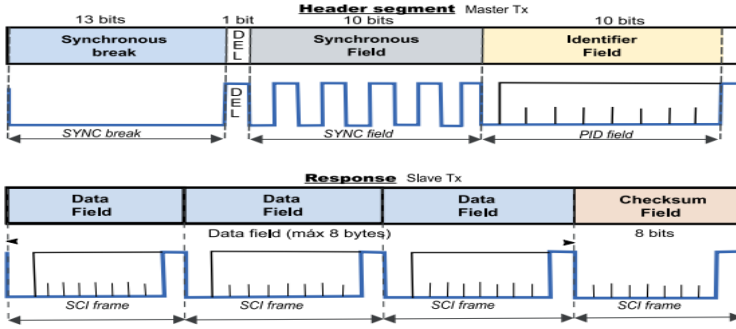 Header segment Master Tx
13 bits 1 bit 10 bits 10 bits
Synchronous break
DEL
Synchronous Field
Identifier Field
DEL
SYNC break SYNC field PID field
Response Slave Tx
Data Field
Data Field
Data Field
Checksum Field
Data field (máx 8 bytes) 8 bits
SCI frame SCI frame SCI frame SCI frame